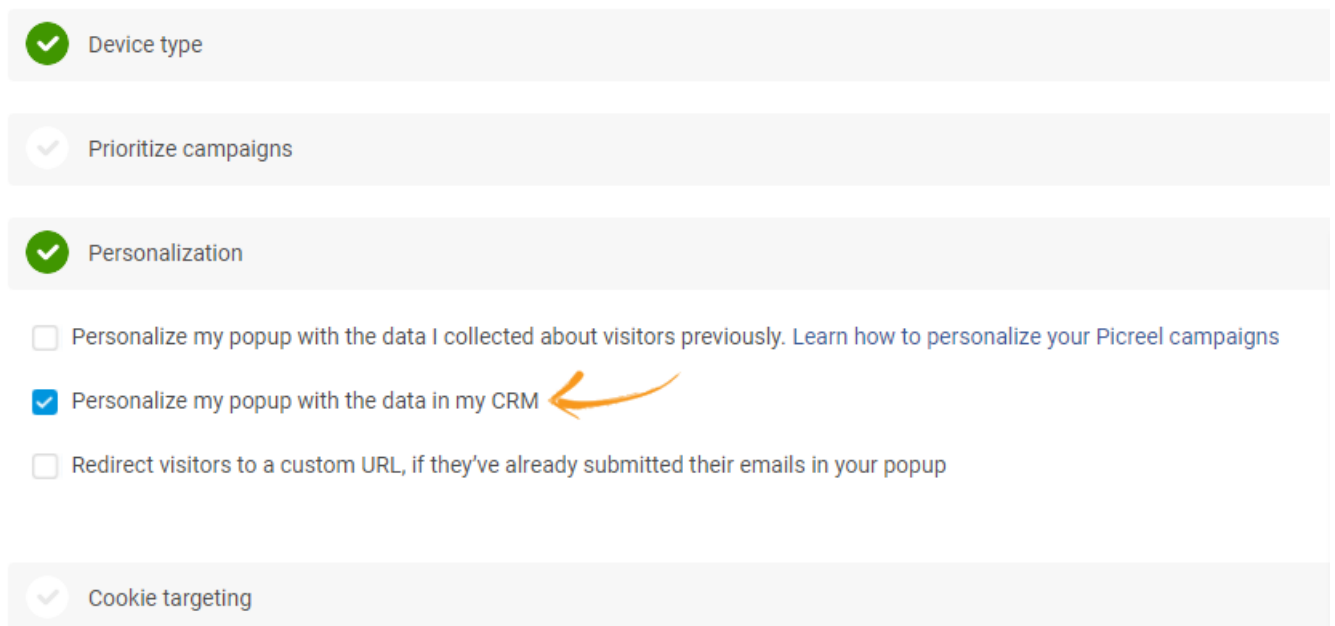 Device type
Prioritize campaigns
Personalization
Personalize my popup with the data I collected about visitors previously. Learn how to personalize your Picreel campaigns
Personalize my popup with the data in my CRM
Redirect visitors to a custom URL, if they’ve already submitted their emails in your popup
Cookie targeting